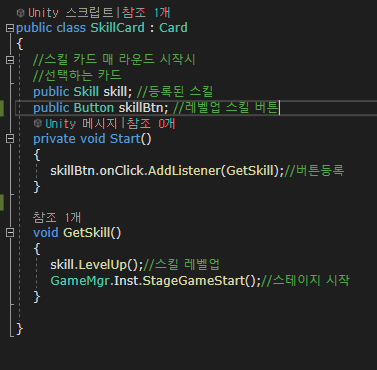 Unity 스크립트|참조 1개
public class SkillCard : Card
{
//스킬 카드 매 라운드 시작시
//선택하는 카드
public Skill skill; //등록된 스킬
public Button skillBtn; //레벨업 스킬 버튼
Unity 메시지|참조 0개
private void Start()
{
skillBtn.onClick.AddListener(GetSkill);//버튼등록
}
참조 1개
void GetSkill()
{
skill.LevelUp();//스킬 레벨업
GameMgr.Inst.StageGameStart();//스테이지 시작
}
}